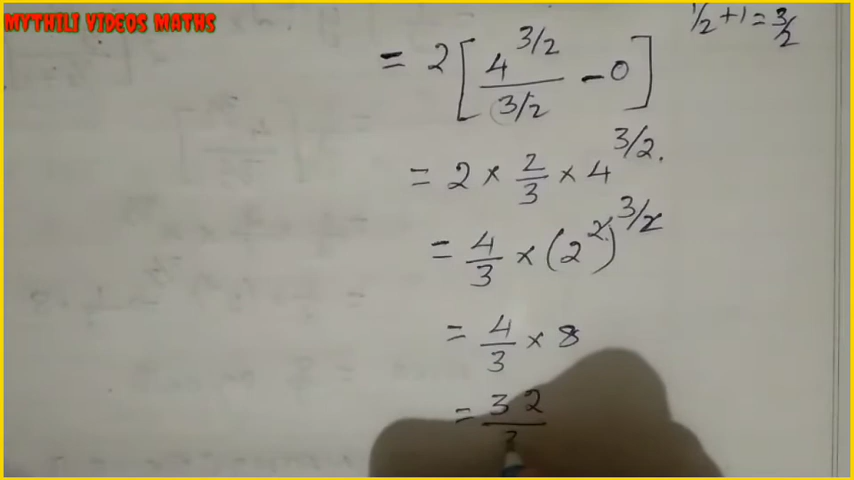 MYTHILI VIDEOS MATHS
1/2 + 1 = 3/2
= 2 [ 4^{3/2} / (3/2) - 0 ]
= 2 × 2/3 × 4^{3/2}.
= 4/3 × (2^2)^{3/2}
= 4/3 × 8
= 32/3